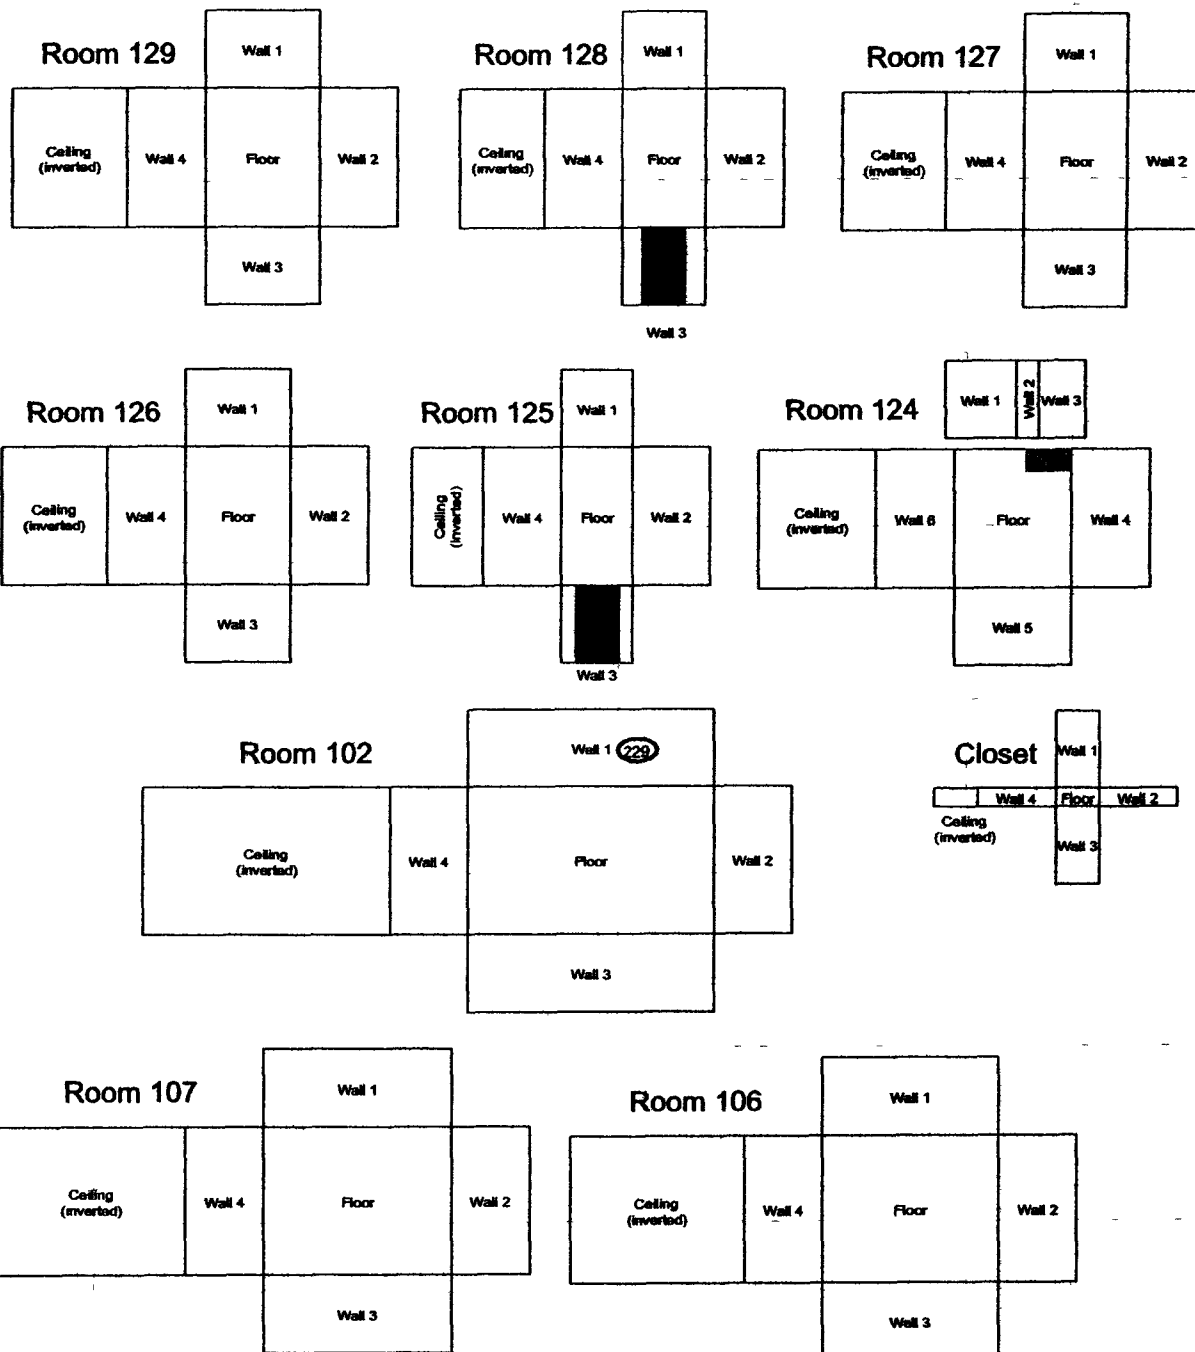 Room 129
Wall 1
Ceiling
(inverted)
Wall 4
Floor
Wall 2
Wall 3
Room 128
Wall 1
Ceiling
(inverted)
Wall 4
Floor
Wall 2
Wall 3
Room 127
Wall 1
Ceiling
(inverted)
Wall 4
Floor
Wall 2
Wall 3
Room 126
Wall 1
Ceiling
(inverted)
Wall 4
Floor
Wall 2
Wall 3
Room 125
Wall 1
Ceiling
(inverted)
Wall 4
Floor
Wall 2
Wall 3
Room 124
Wall 1
Wall 2
Wall 3
Ceiling
(inverted)
Wall 6
Floor
Wall 4
Wall 5
Room 102
Wall 1 229
Ceiling
(inverted)
Wall 4
Floor
Wall 2
Wall 3
Closet
Wall 1
Wall 4
Floor
Wall 2
Ceiling
(inverted)
Wall 3
Room 107
Wall 1
Ceiling
(inverted)
Wall 4
Floor
Wall 2
Wall 3
Room 106
Wall 1
Ceiling
(inverted)
Wall 4
Floor
Wall 2
Wall 3